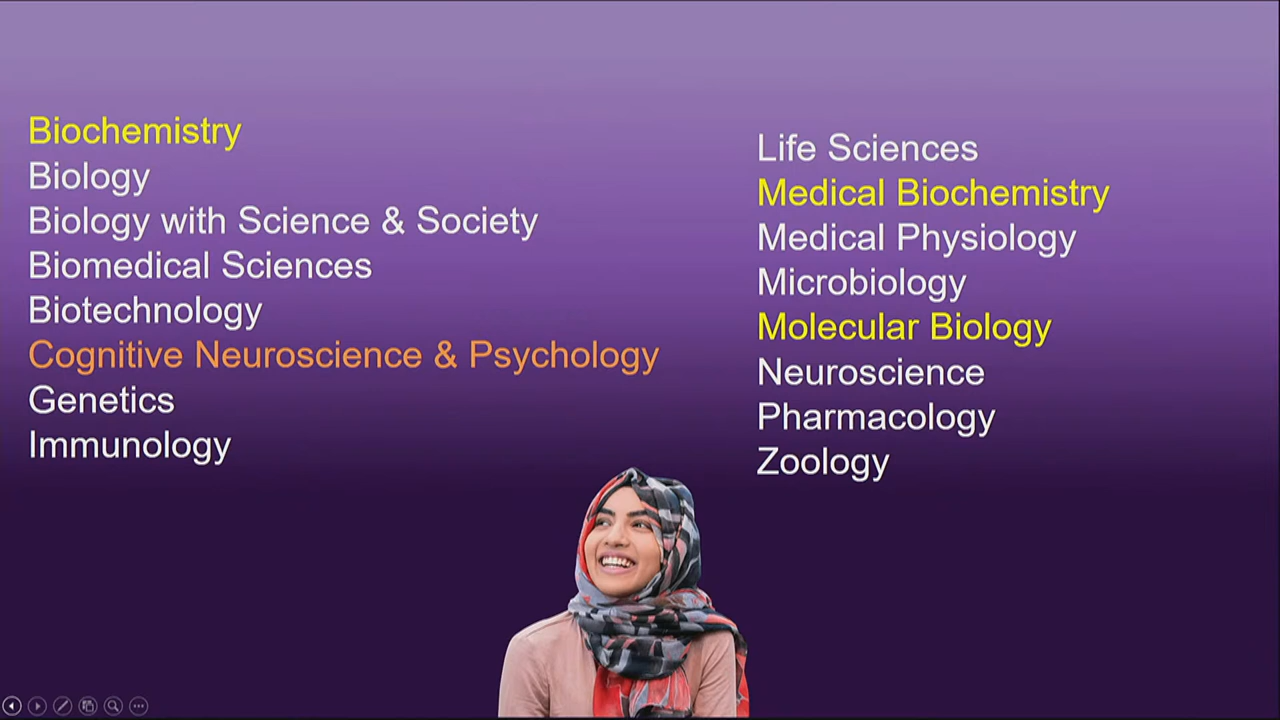 Biochemistry
Biology
Biology with Science & Society
Biomedical Sciences
Biotechnology
Cognitive Neuroscience & Psychology
Genetics
Immunology
Life Sciences
Medical Biochemistry
Medical Physiology
Microbiology
Molecular Biology
Neuroscience
Pharmacology
Zoology